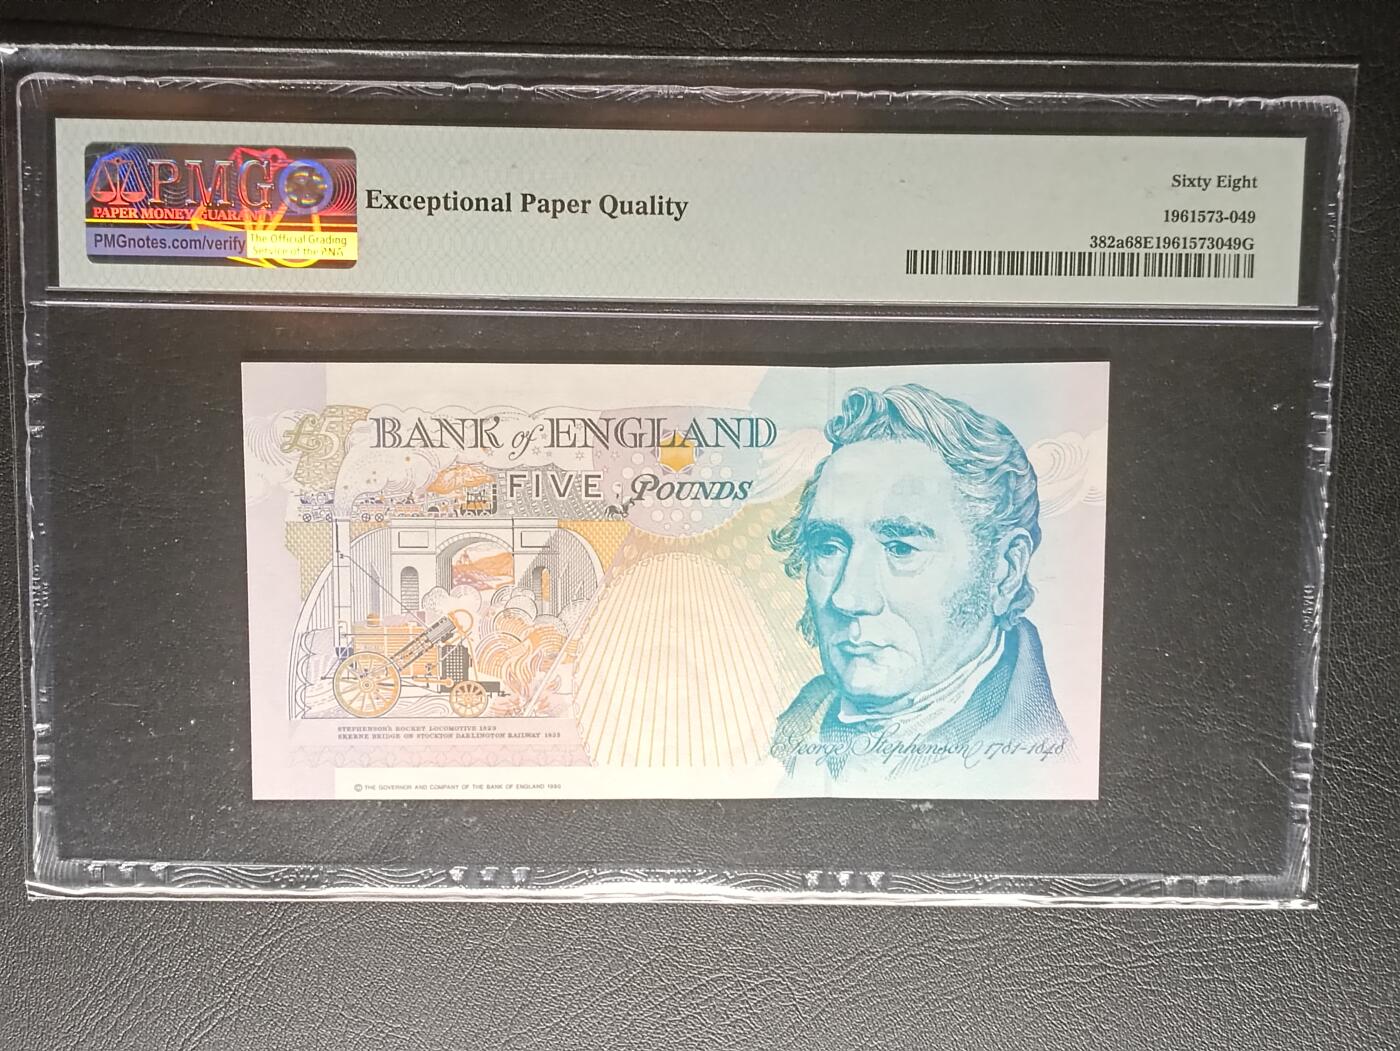 PMG
PAPER MONEY GUARANTY
PMGnotes.com/verify
The Official Grading
Service of the PNA
Exceptional Paper Quality
Sixty Eight
1961573-049
382a68E1961573049G
£5
BANK of ENGLAND
FIVE POUNDS
STEPHENSON'S ROCKET LOCOMOTIVE 1829
SKERNE BRIDGE ON STOCKTON DARLINGTON RAILWAY 1825
George Stephenson 1781-1848
© THE GOVERNOR AND COMPANY OF THE BANK OF ENGLAND 1990